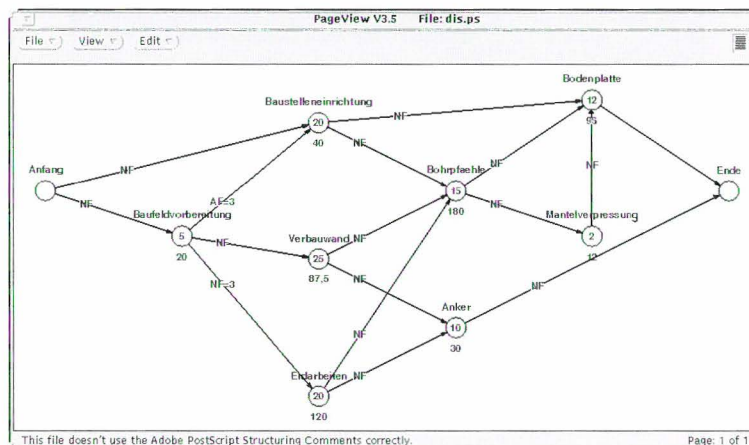 PageView V3.5 File: dis.ps
File View Edit
Bodenplatte
12
95
Baustelleneinrichtung
20
40
NF
NF
Anfang
NF
NF
AF=3
Bohrpfaehle
15
180
NF
NF
NF
Ende
Baufeldvorbereitung
5
20
NF
Verbauwand
25
87,5
NF
NF
Mantelverpressung
2
12
NF=3
Anker
10
30
NF
NF
Erdarbeiten
20
120
NF
This file doesn't use the Adobe PostScript Structuring Comments correctly.
Page: 1 of 1